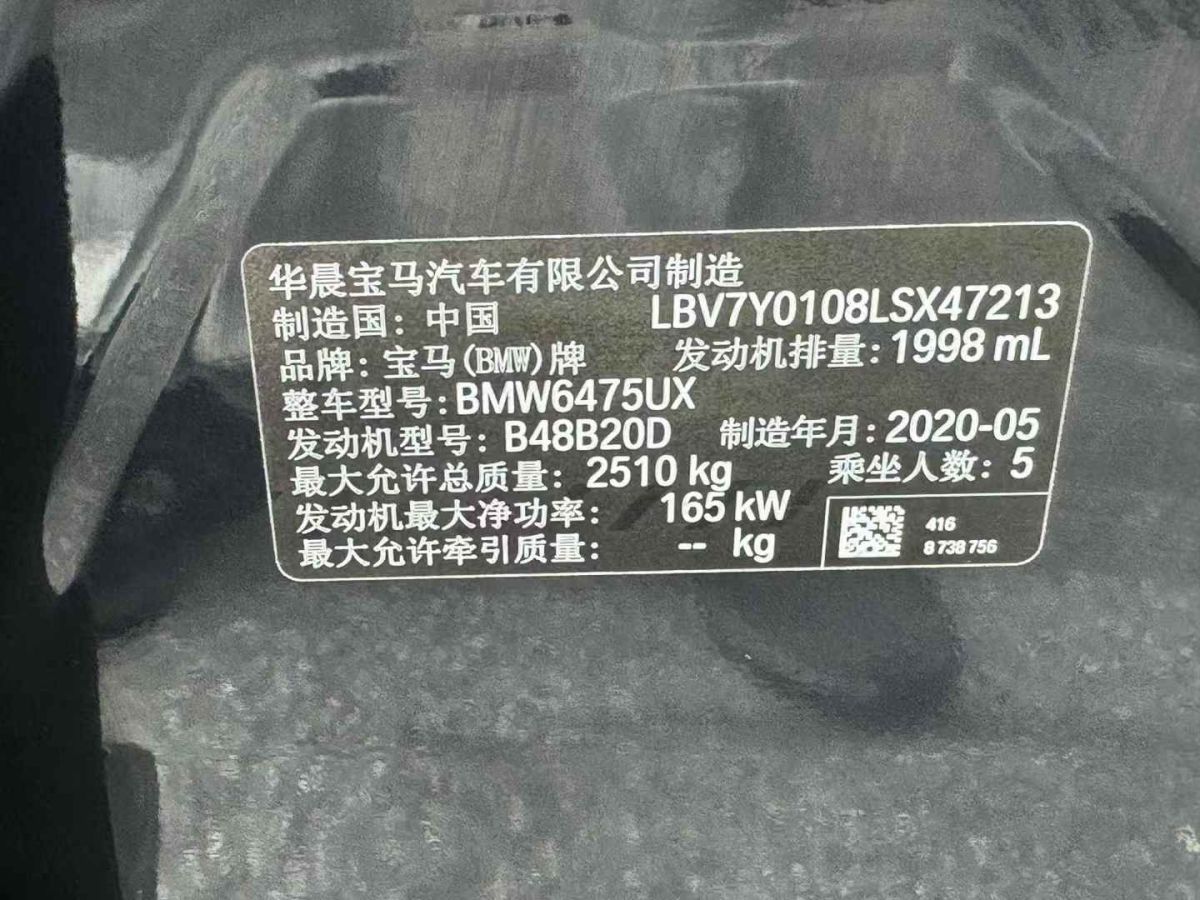 华晨宝马汽车有限公司制造
制造国：中国 LBV7Y0108LSX47213
品牌：宝马(BMW)牌 发动机排量：1998 mL
整车型号：BMW6475UX
发动机型号：B48B20D 制造年月：2020-05
最大允许总质量：2510 kg 乘坐人数：5
发动机最大净功率：165 kW
最大允许牵引质量：-- kg
416
8 738 756